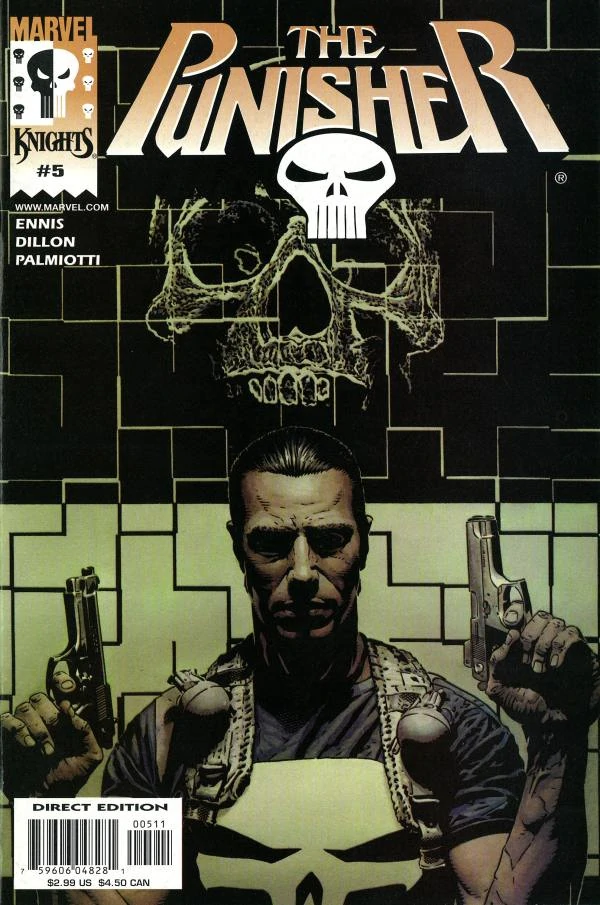 MARVEL
KNIGHTS®
#5
THE
PUNISHER
®
WWW.MARVEL.COM
ENNIS
DILLON
PALMIOTTI
DIRECT EDITION
00511
7 59606 04828 1
$2.99 US $4.50 CAN